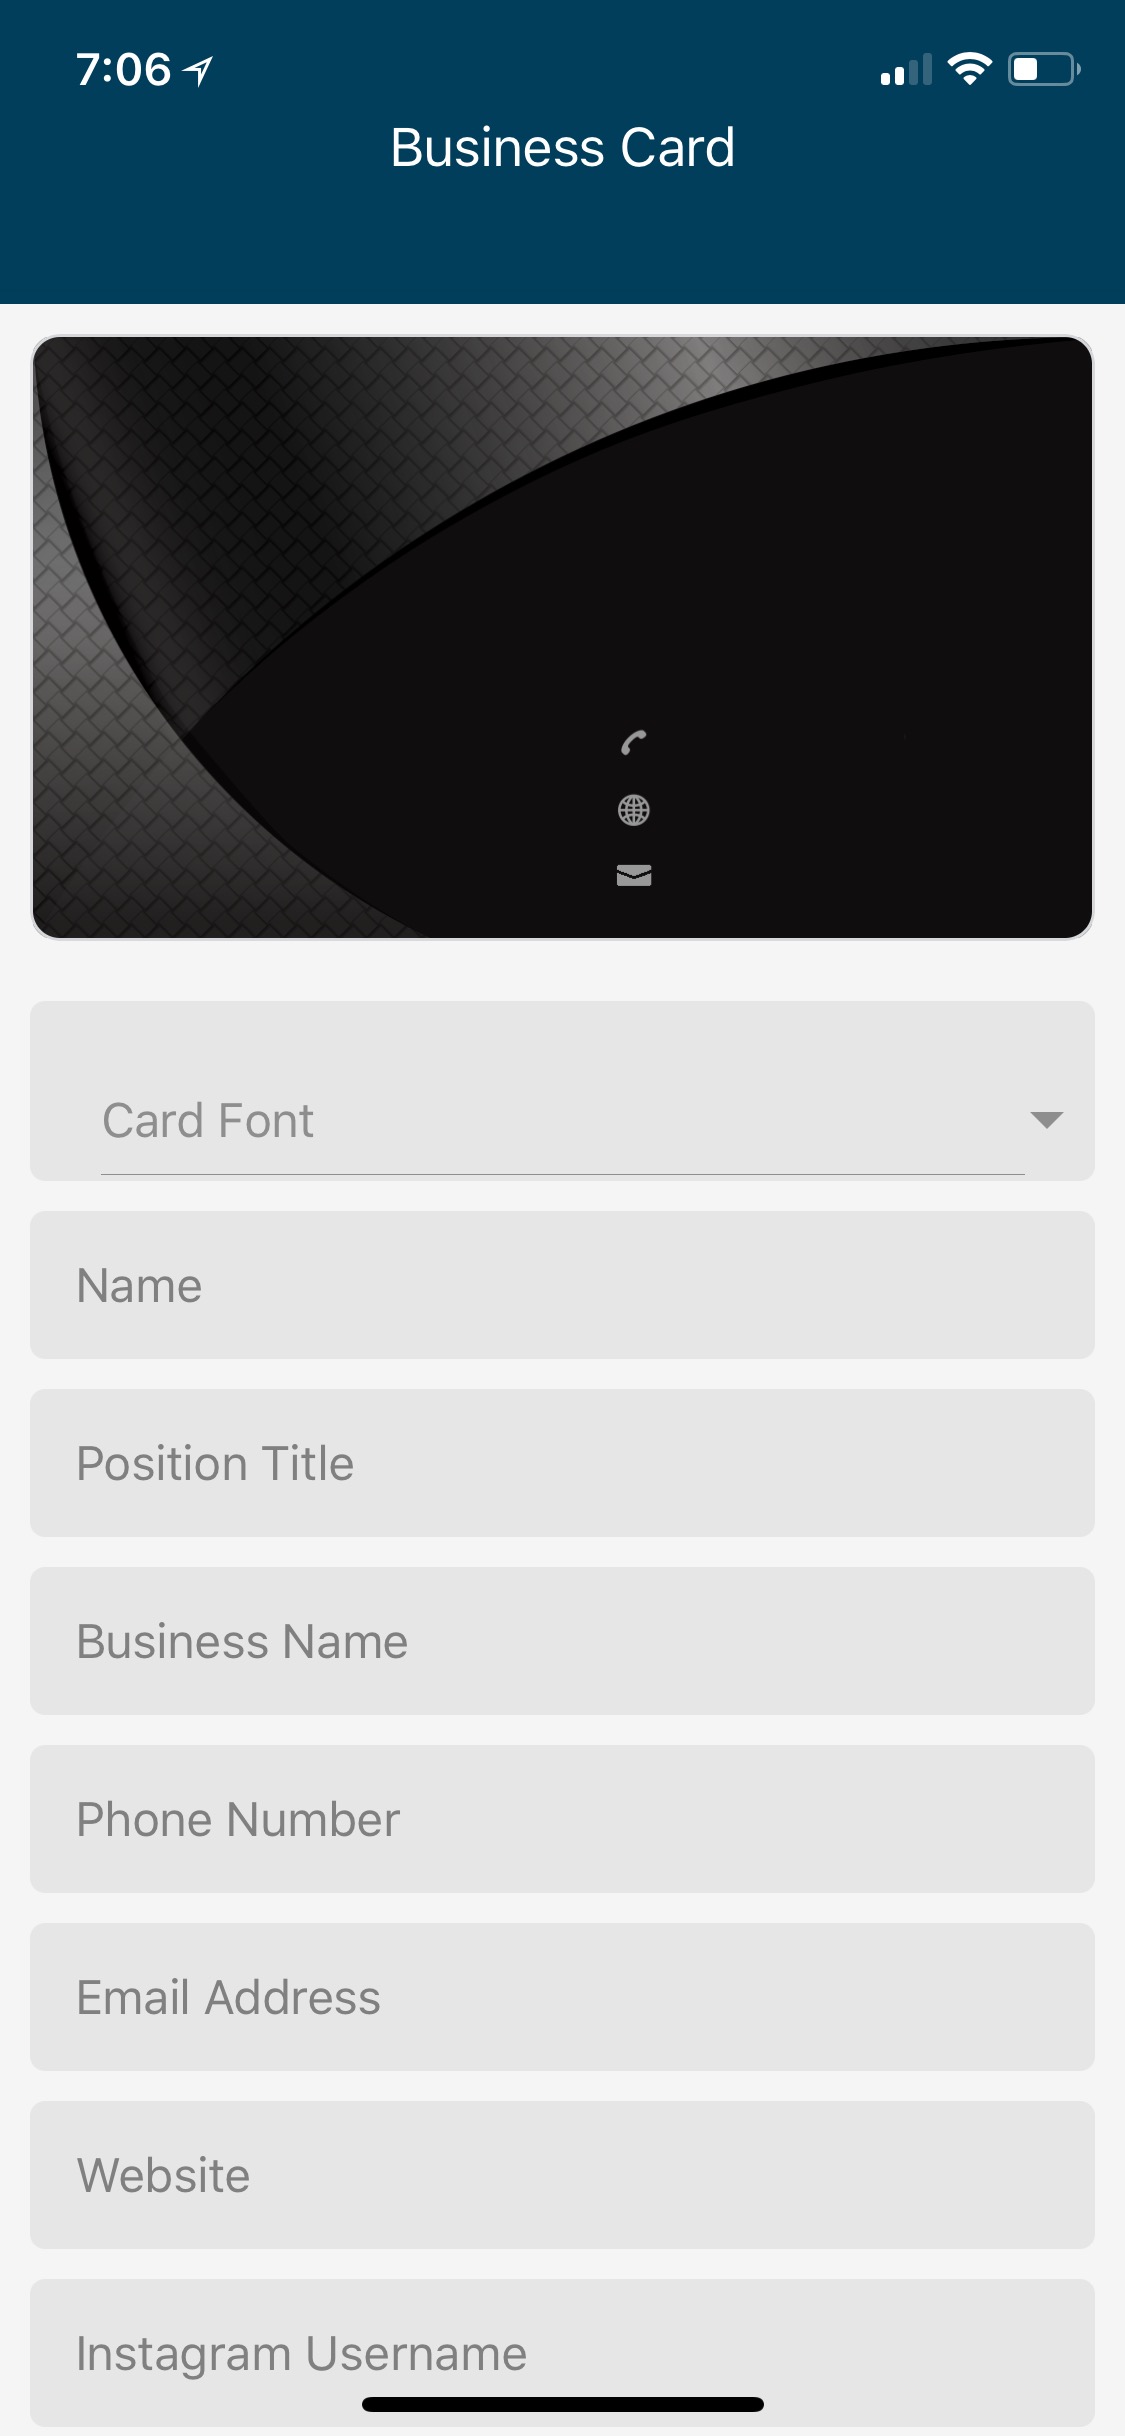 7:06
Business Card
Card Font
Name
Position Title
Business Name
Phone Number
Email Address
Website
Instagram Username